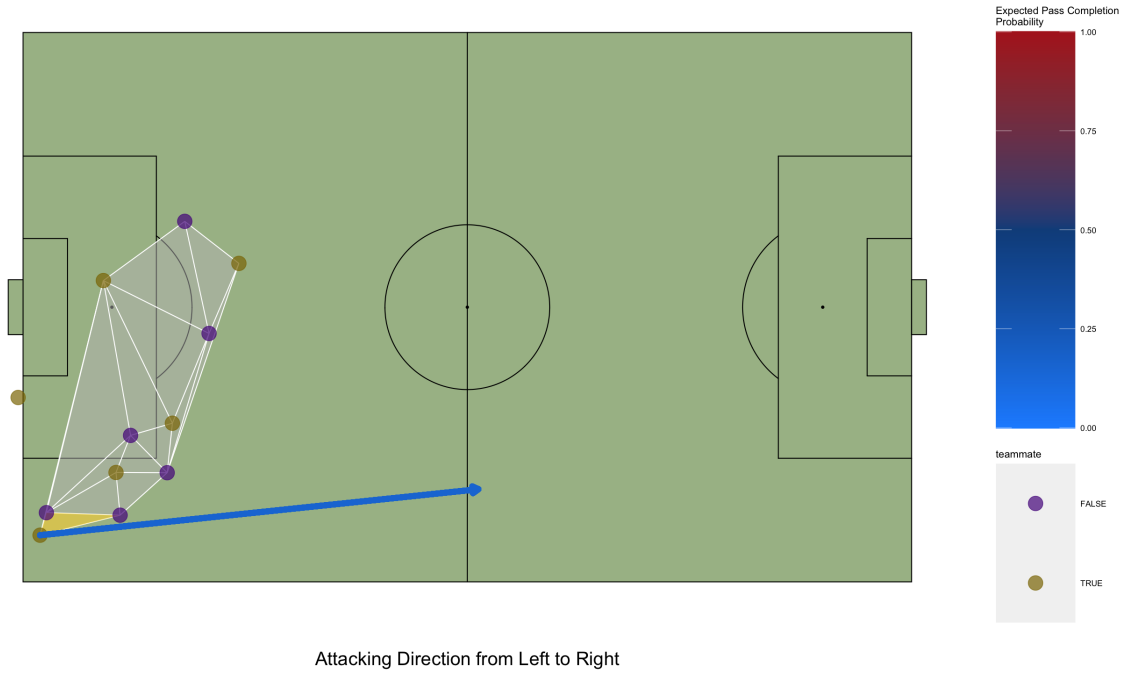 Expected Pass Completion
Probability
1.00
0.75
0.50
0.25
0.00
teammate
FALSE
TRUE
Attacking Direction from Left to Right